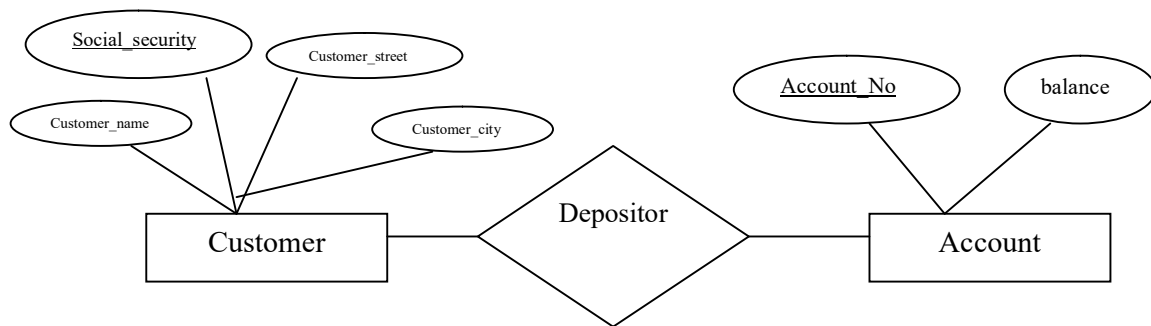 Social_security
Customer_street
Customer_name
Customer_city
Account_No
balance
Customer
Depositor
Account